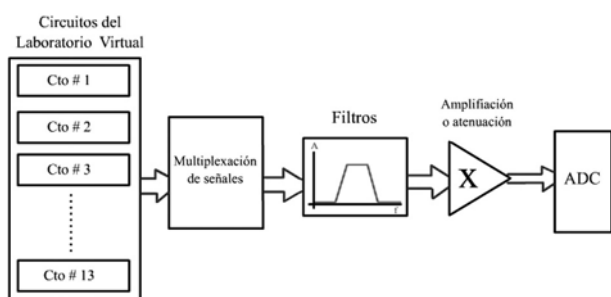 Circuitos del
Laboratorio Virtual
Cto # 1
Cto # 2
Cto # 3
Cto # 13
Multiplexación
de señales
Filtros
A
f
Amplifiación
o atenuación
X
ADC